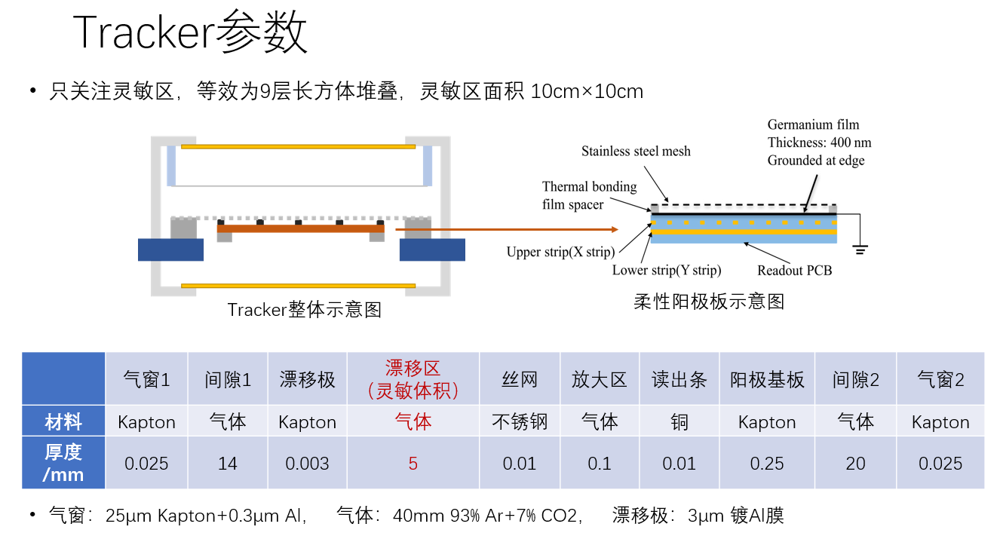 Tracker参数
• 只关注灵敏区，等效为9层长方体堆叠，灵敏区面积 10cm×10cm
Germanium film
Thickness: 400 nm
Grounded at edge
Stainless steel mesh
Thermal bonding
film spacer
Upper strip(X strip)
Lower strip(Y strip)
Readout PCB
Tracker整体示意图
柔性阳极板示意图
气窗1 间隙1 漂移极 漂移区 丝网 放大区 读出条 阳极基板 间隙2 气窗2
（灵敏体积）
材料 Kapton 气体 Kapton 气体 不锈钢 气体 铜 Kapton 气体 Kapton
厚度
/mm 0.025 14 0.003 5 0.01 0.1 0.01 0.25 20 0.025
• 气窗：25μm Kapton+0.3μm Al， 气体：40mm 93% Ar+7% CO2， 漂移极：3μm 镀Al膜